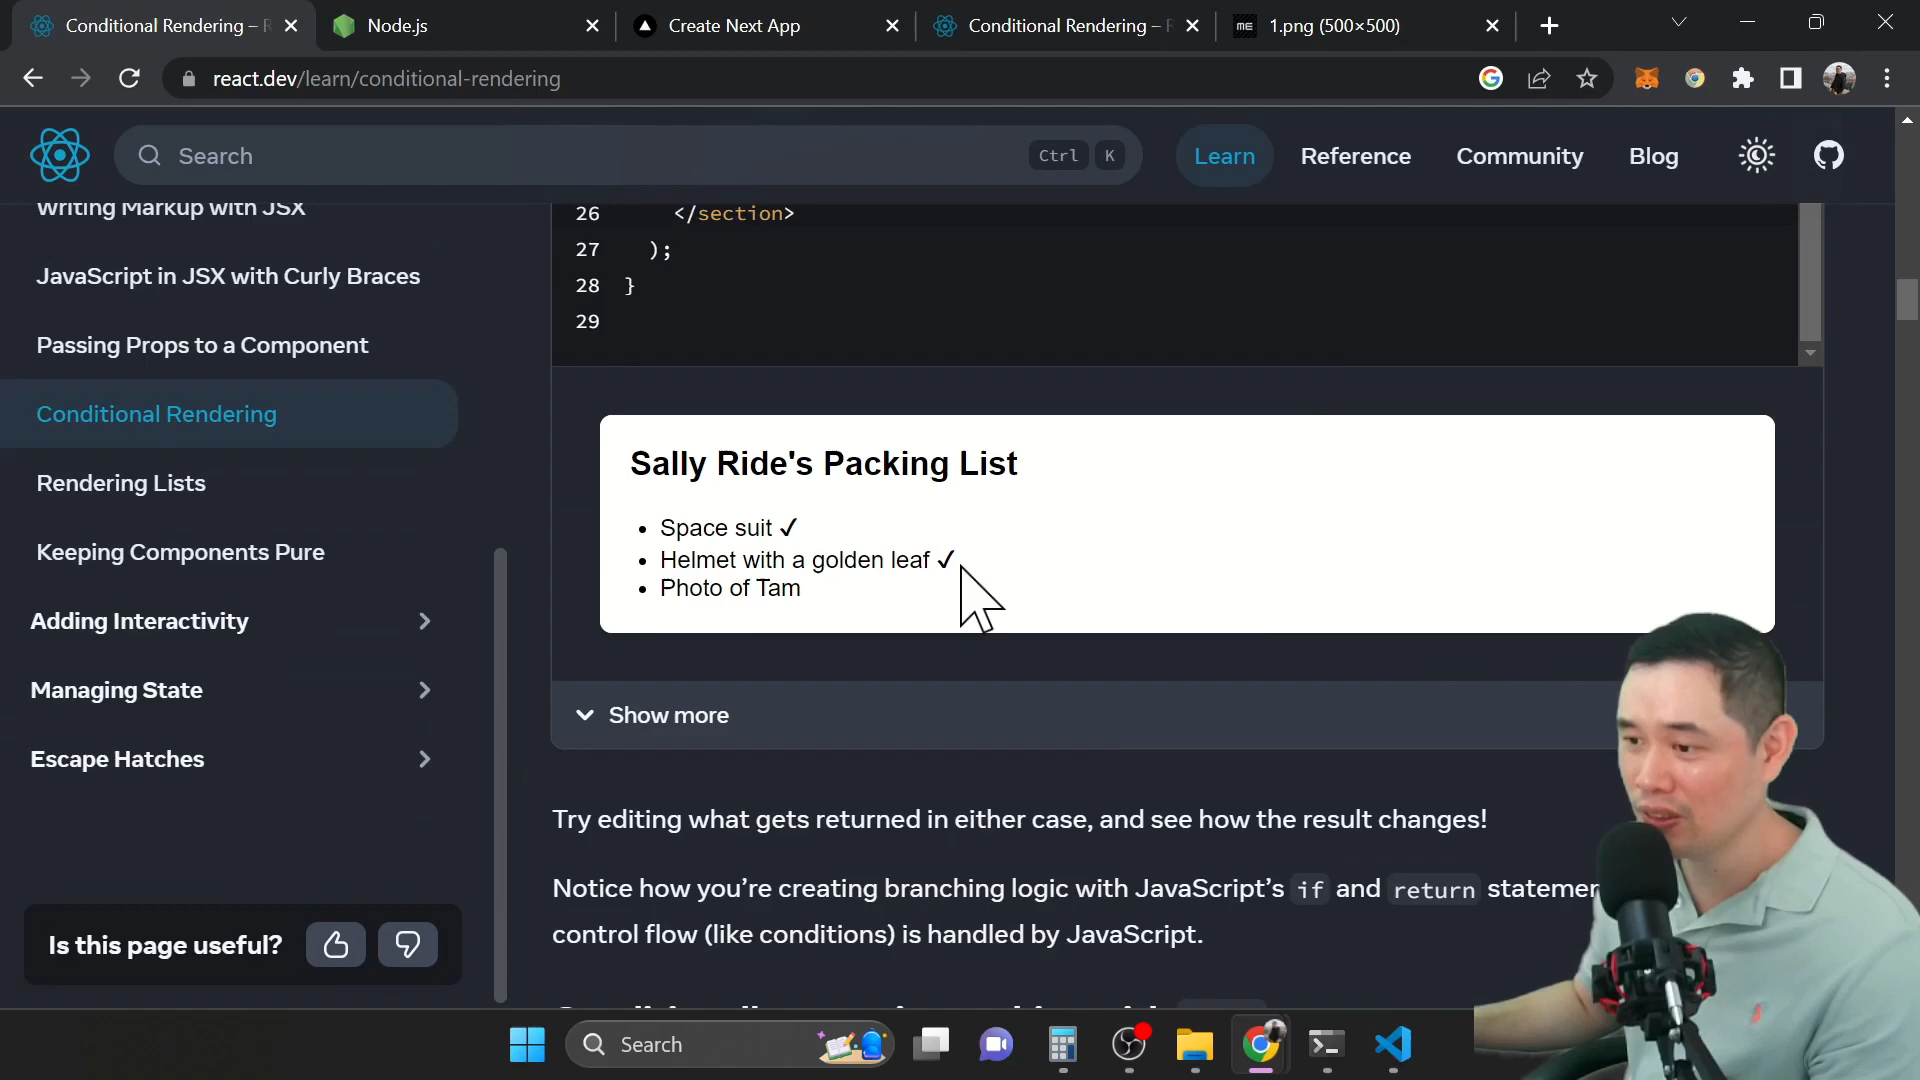 Conditional Rendering – R
Node.js
Create Next App
Conditional Rendering – R
ME
1.png (500×500)
react.dev/learn/conditional-rendering
Search
Ctrl K
Learn
Reference
Community
Blog
Writing Markup with JSX
JavaScript in JSX with Curly Braces
Passing Props to a Component
Conditional Rendering
Rendering Lists
Keeping Components Pure
Adding Interactivity
Managing State
Escape Hatches
Is this page useful?
26 </section>
27 );
28 }
29
Sally Ride's Packing List
• Space suit ✓
• Helmet with a golden leaf ✓
• Photo of Tam
Show more
Try editing what gets returned in either case, and see how the result changes!
Notice how you’re creating branching logic with JavaScript’s if and return statemen
control flow (like conditions) is handled by JavaScript.
Search